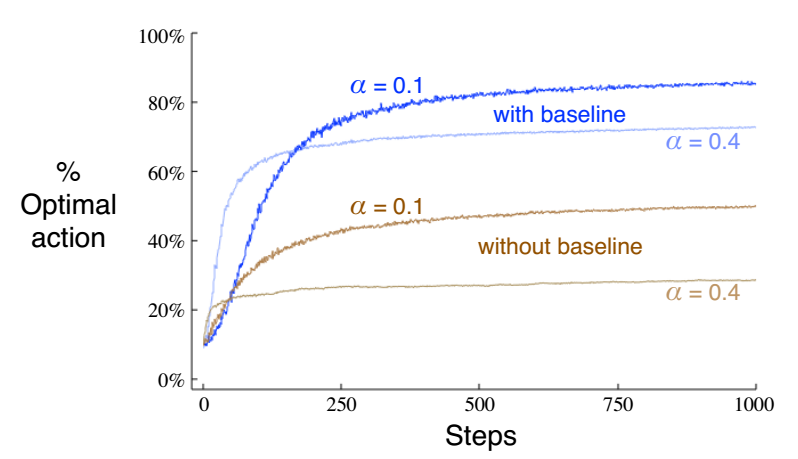 100%
80%
60%
40%
20%
0%
%
Optimal
action
α = 0.1
with baseline
α = 0.4
α = 0.1
without baseline
α = 0.4
0 250 500 750 1000
Steps